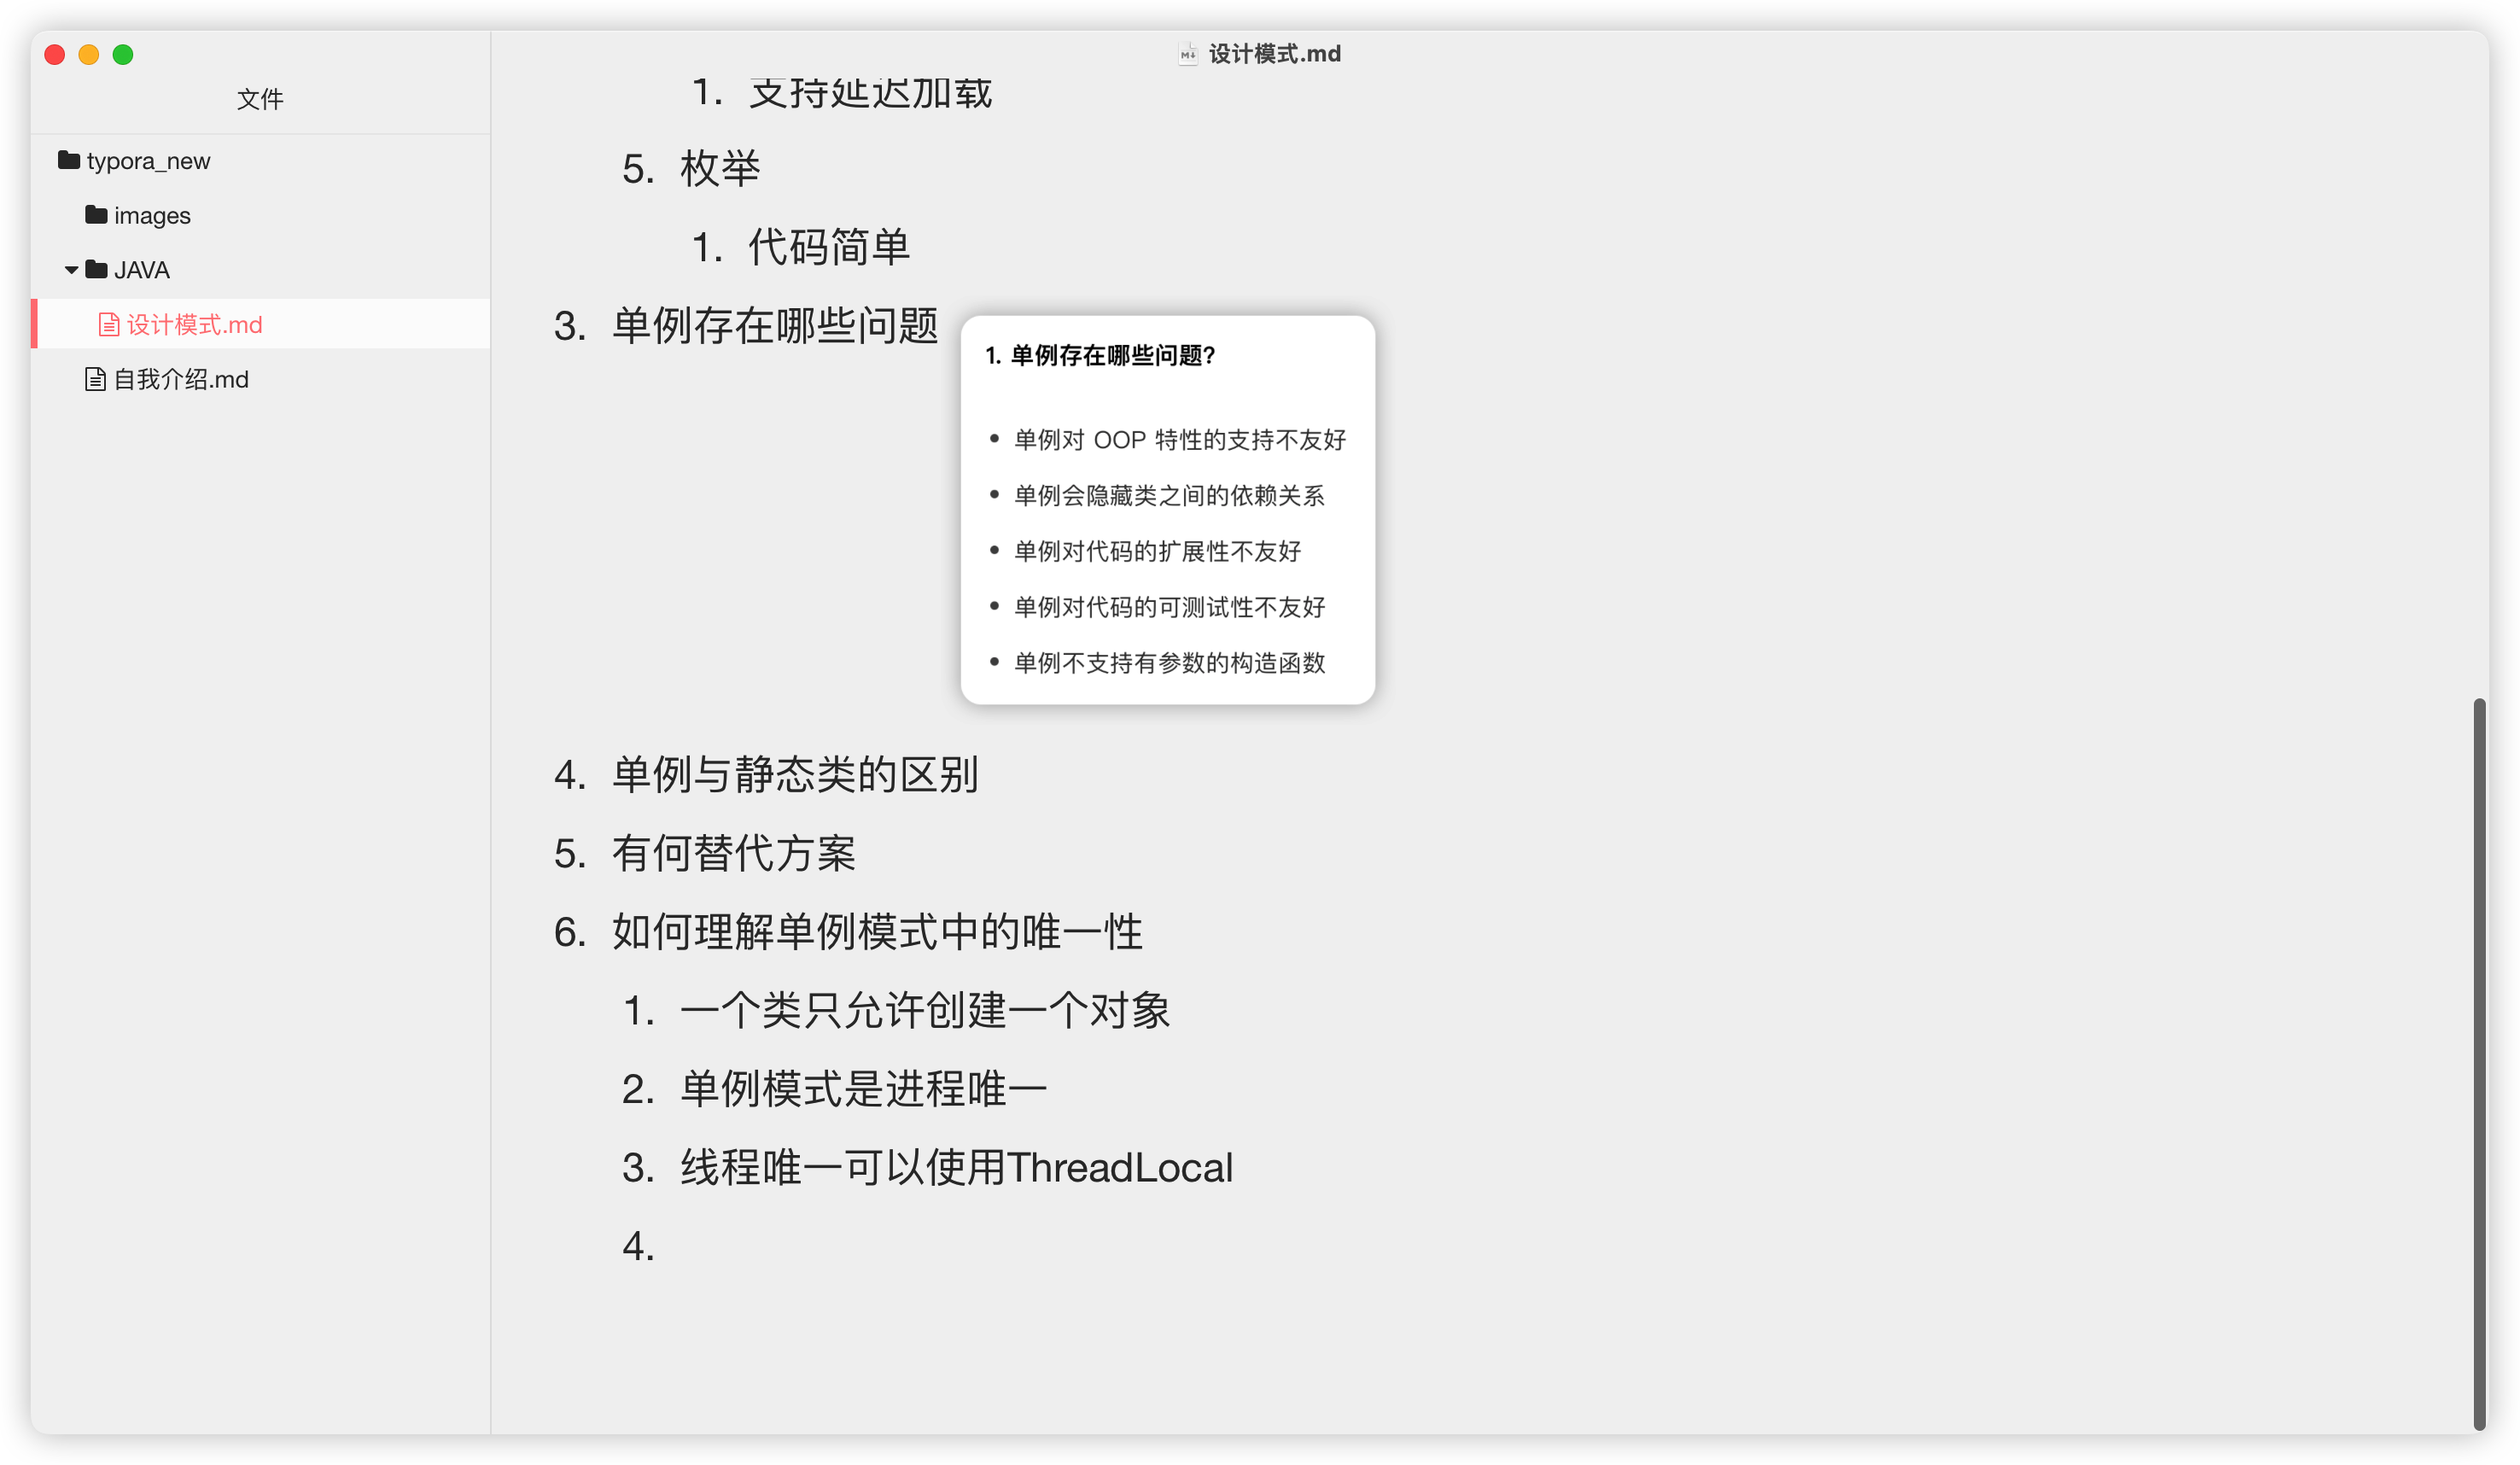 设计模式.md
文件
typora_new
images
JAVA
设计模式.md
自我介绍.md
1. 支持延迟加载
5. 枚举
1. 代码简单
3. 单例存在哪些问题
1. 单例存在哪些问题?
• 单例对 OOP 特性的支持不友好
• 单例会隐藏类之间的依赖关系
• 单例对代码的扩展性不友好
• 单例对代码的可测试性不友好
• 单例不支持有参数的构造函数
4. 单例与静态类的区别
5. 有何替代方案
6. 如何理解单例模式中的唯一性
1. 一个类只允许创建一个对象
2. 单例模式是进程唯一
3. 线程唯一可以使用ThreadLocal
4.